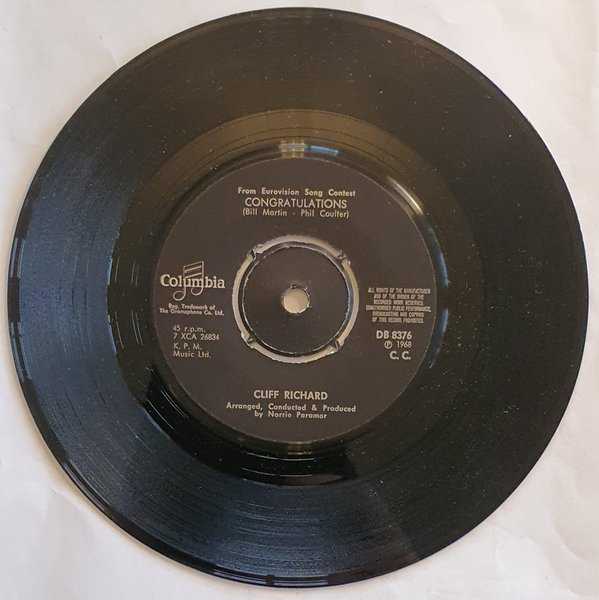 From Eurovision Song Contest
CONGRATULATIONS
(Bill Martin - Phil Coulter)
Columbia
Reg. Trademark of
The Gramophone Co. Ltd.
45 r.p.m.
7 XCA 26834
K. P. M.
Music Ltd.
ALL RIGHTS OF THE MANUFACTURER
AND OF THE OWNER OF THE
RECORDED WORK RESERVED.
UNAUTHORISED PUBLIC PERFORMANCE,
BROADCASTING AND COPYING
OF THIS RECORD PROHIBITED.
DB 8376
℗ 1968
C. C.
CLIFF RICHARD
Arranged, Conducted & Produced
by Norrie Paramor